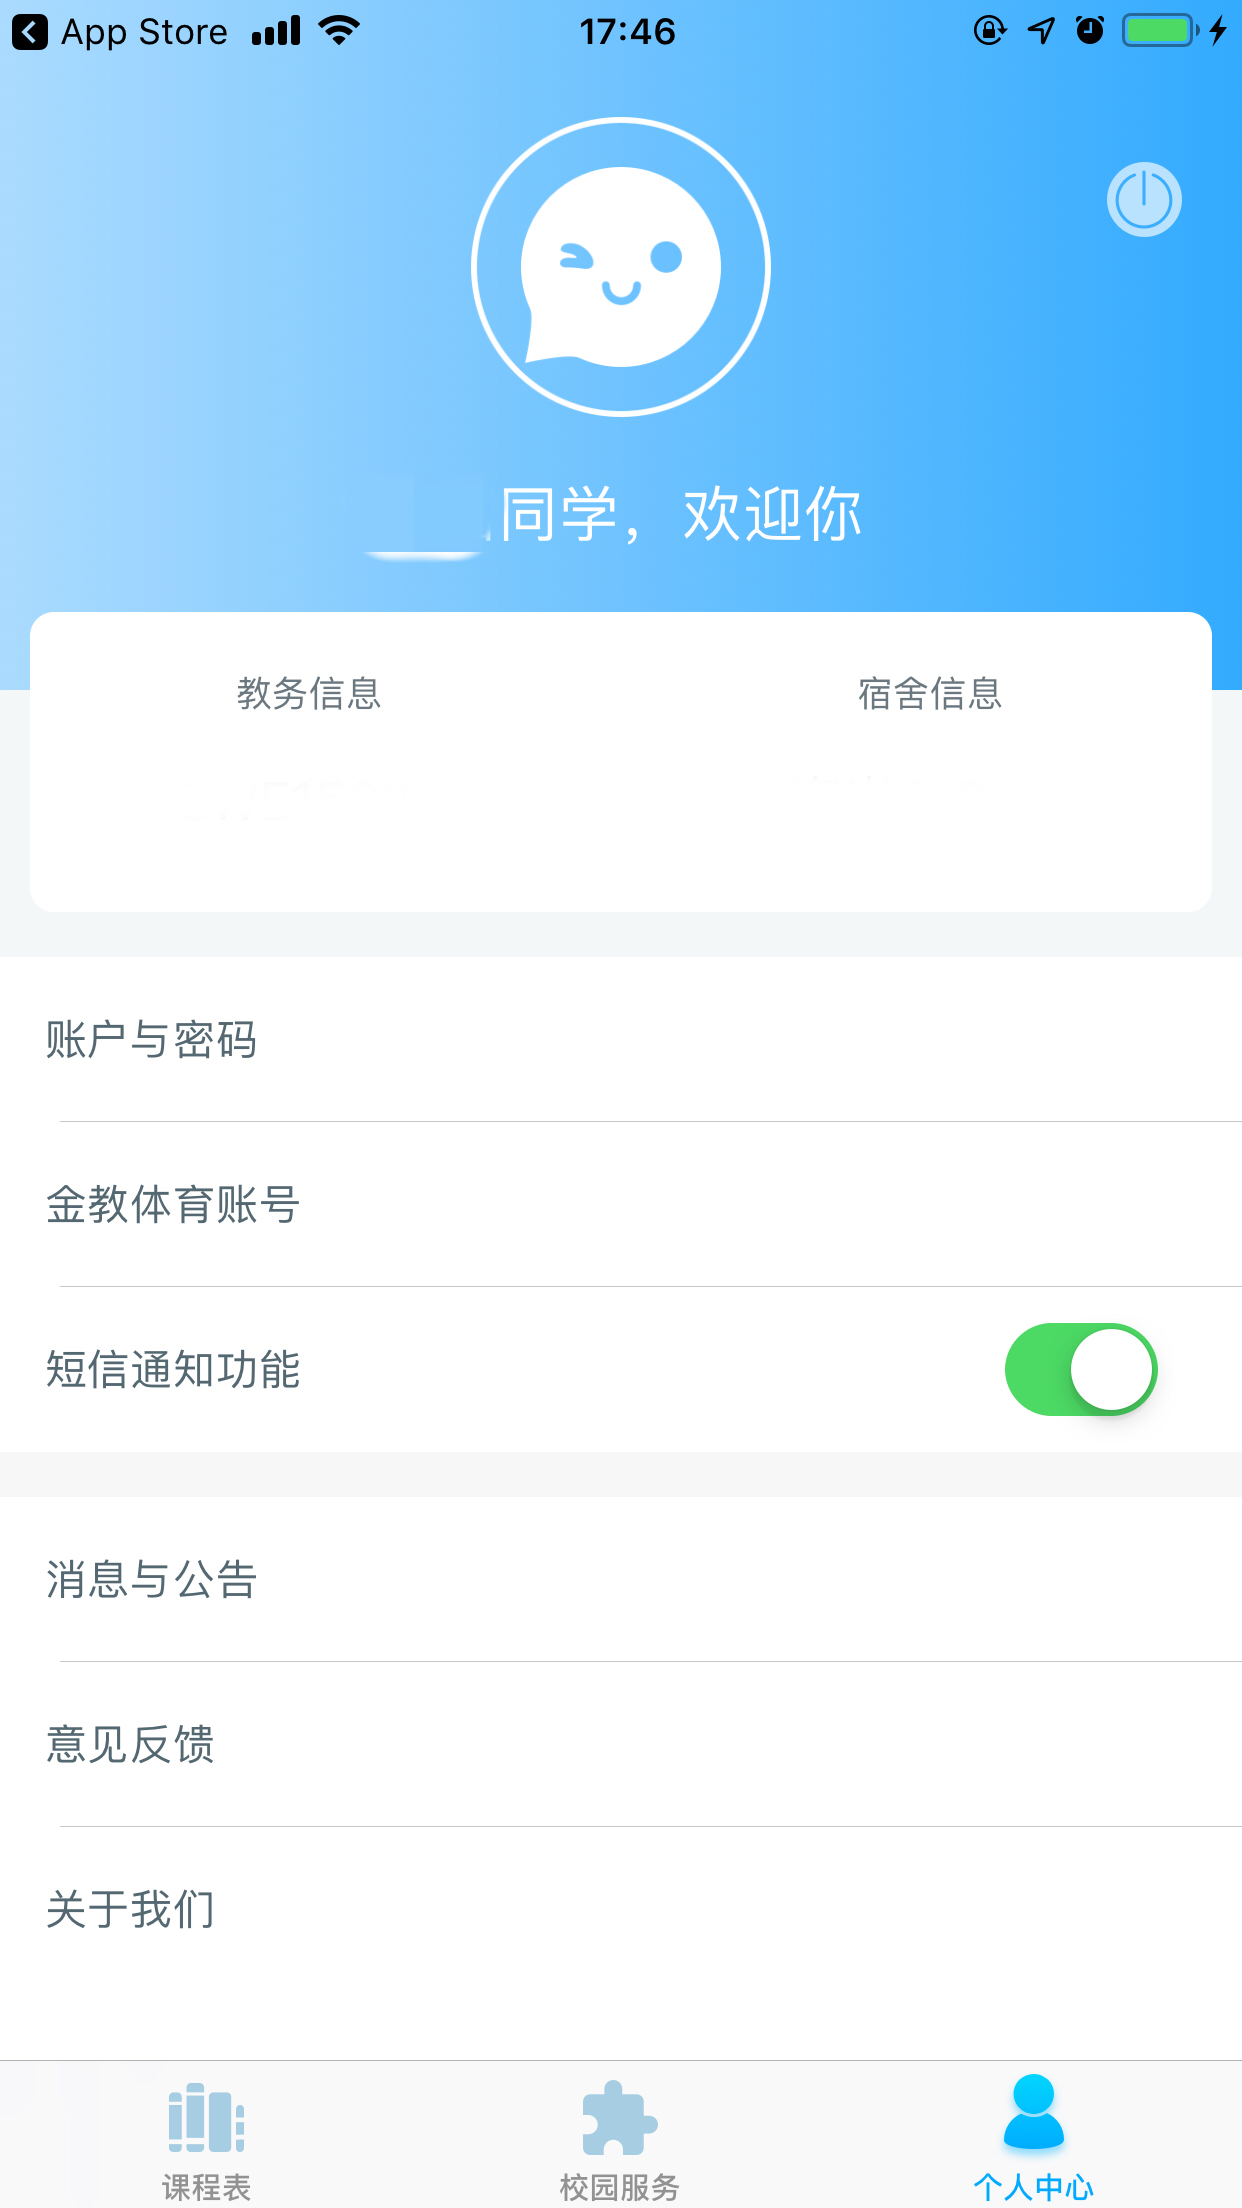 App Store 17:46
同学，欢迎你
教务信息 宿舍信息
账户与密码
金教体育账号
短信通知功能
消息与公告
意见反馈
关于我们
课程表 校园服务 个人中心